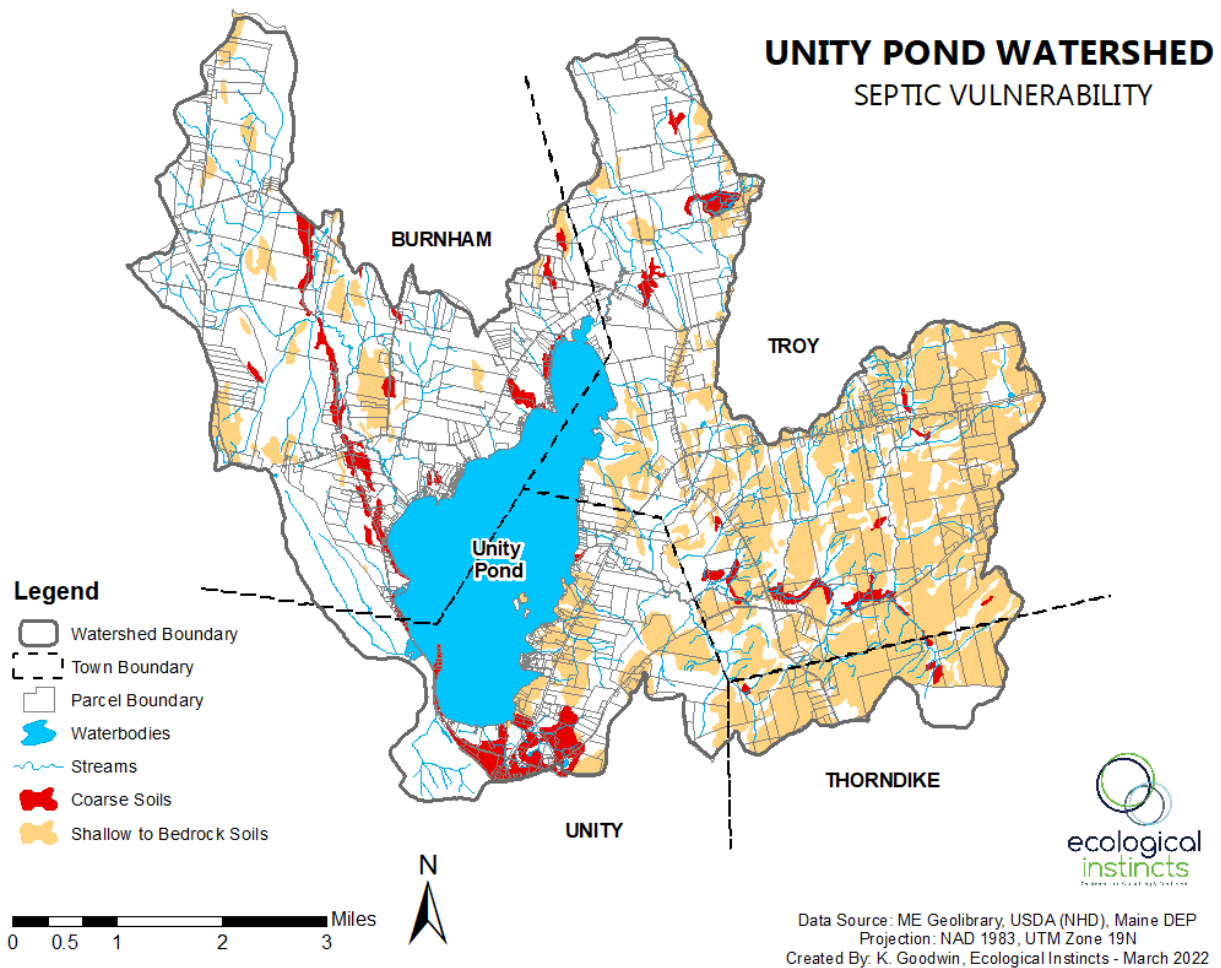 UNITY POND WATERSHED
SEPTIC VULNERABILITY
BURNHAM
TROY
Unity
Pond
Legend
Watershed Boundary
Town Boundary
Parcel Boundary
Waterbodies
Streams
Coarse Soils
Shallow to Bedrock Soils
THORNDIKE
UNITY
N
ecological
instincts
Miles
0 0.5 1 2 3
Data Source: ME Geolibrary, USDA (NHD), Maine DEP
Projection: NAD 1983, UTM Zone 19N
Created By: K. Goodwin, Ecological Instincts - March 2022